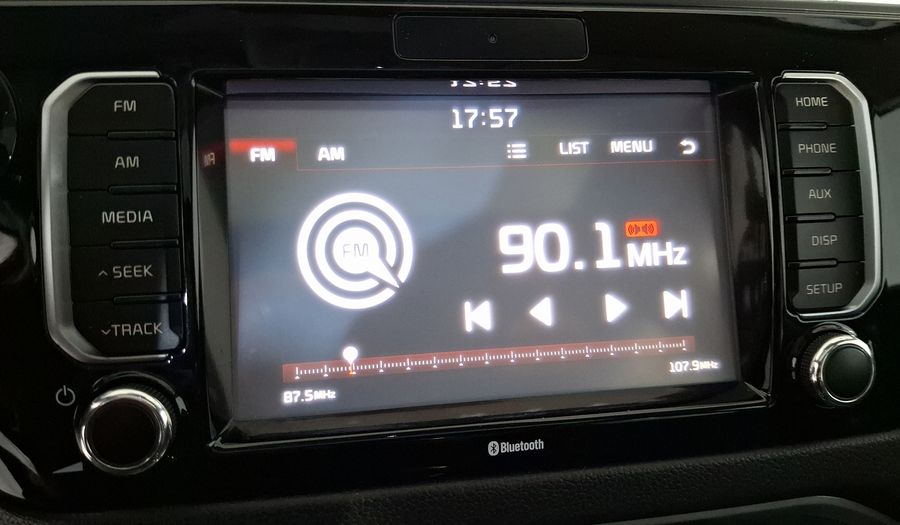 17:57
FM AM LIST MENU
FM
90.1 MHz
87.5MHz
107.9MHz
FM
AM
MEDIA
SEEK
TRACK
HOME
PHONE
AUX
DISP
SETUP
Bluetooth